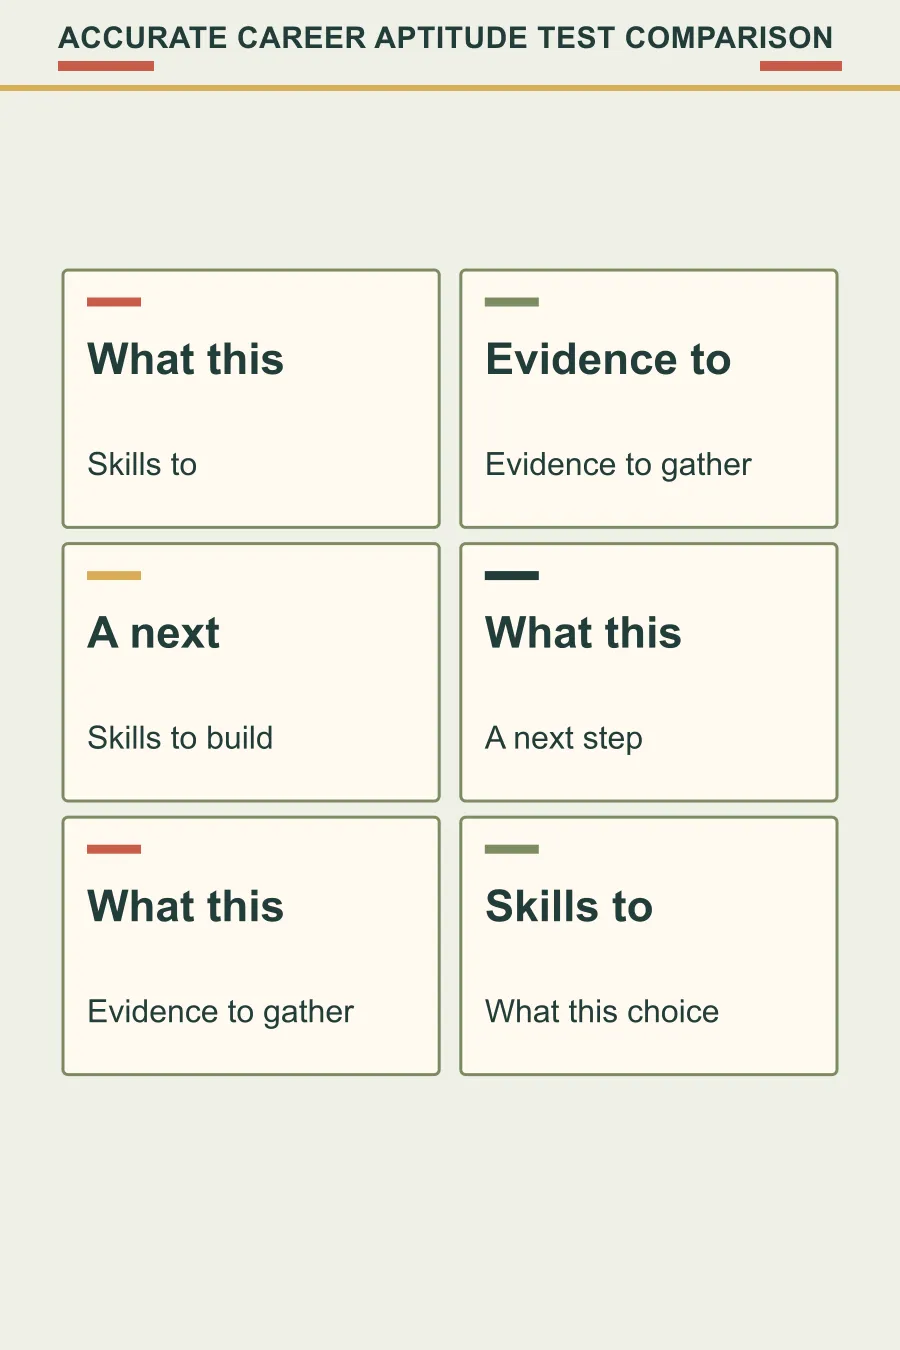 ACCURATE CAREER APTITUDE TEST COMPARISON
What this
Skills to
Evidence to
Evidence to gather
A next
Skills to build
What this
A next step
What this
Evidence to gather
Skills to
What this choice